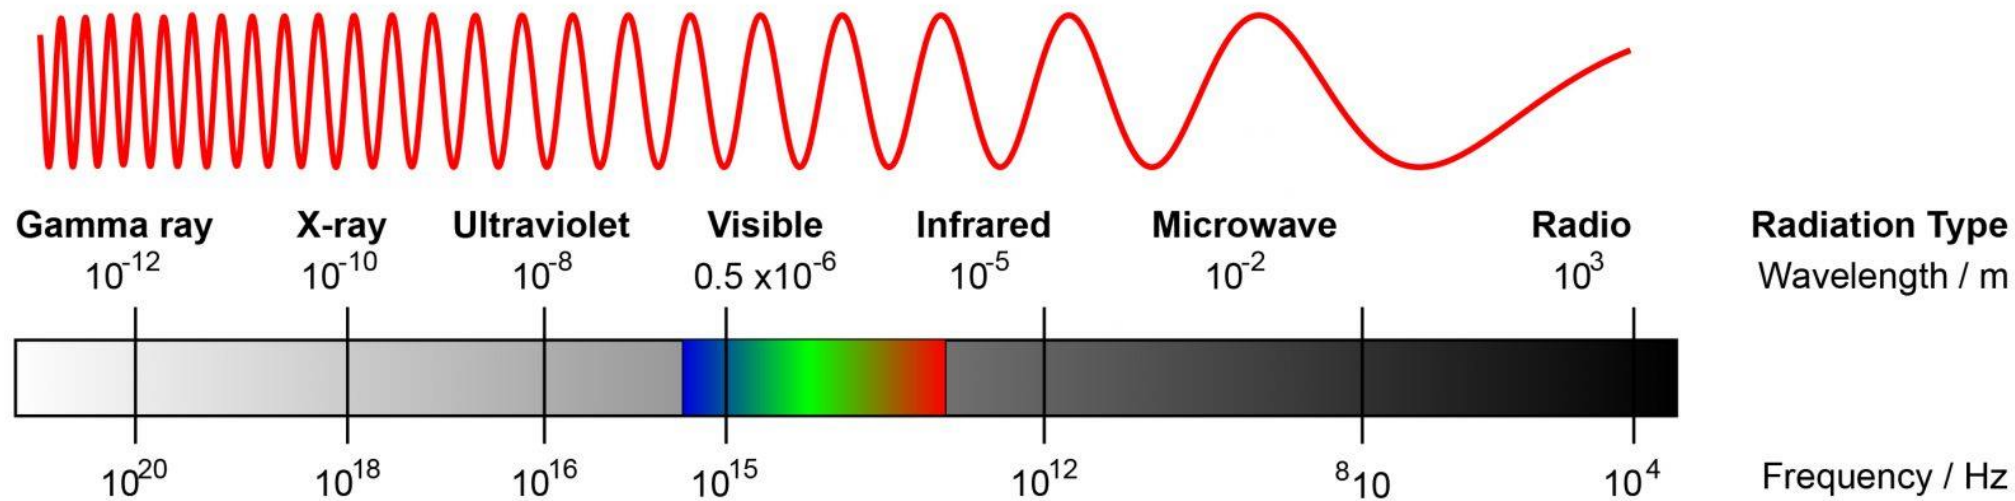 Gamma ray X-ray Ultraviolet Visible Infrared Microwave Radio Radiation Type
10⁻¹² 10⁻¹⁰ 10⁻⁸ 0.5 x10⁻⁶ 10⁻⁵ 10⁻² 10³ Wavelength / m
10²⁰ 10¹⁸ 10¹⁶ 10¹⁵ 10¹² ⁸10 10⁴ Frequency / Hz